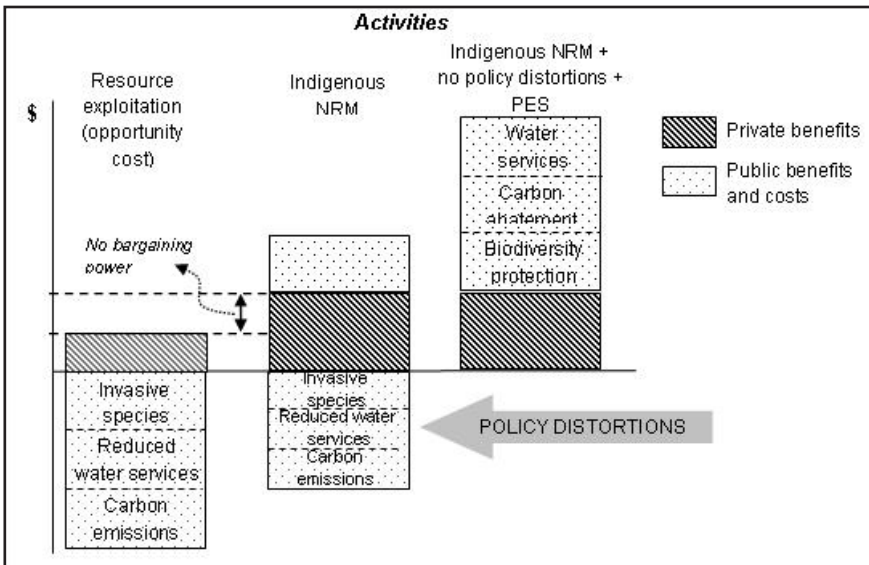 Activities
Resource
exploitation
(opportunity
cost)
Indigenous
NRM
Indigenous NRM +
no policy distortions +
PES
$
Private benefits
Public benefits
and costs
No bargaining
power
Water
services
Carbon
abatement
Biodiversity
protection
Invasive
species
Reduced
water services
Carbon
emissions
Invasive
species
Reduced water
services
Carbon
emissions
POLICY DISTORTIONS